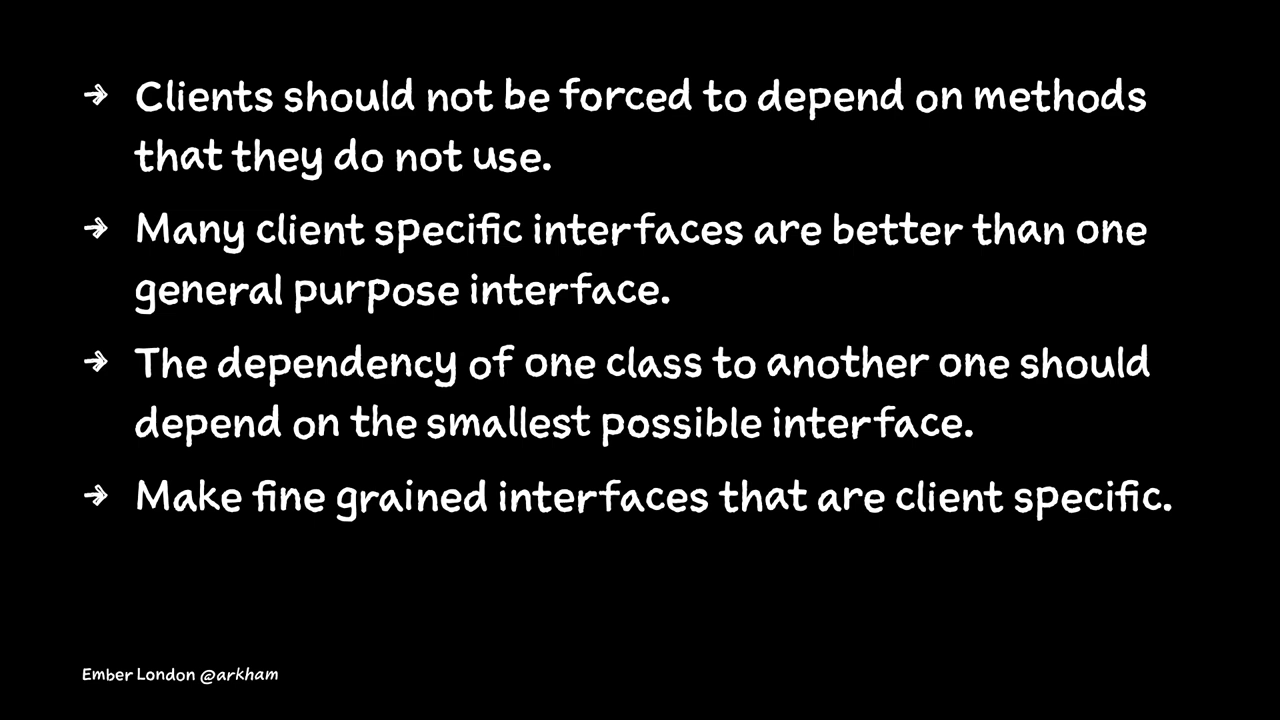 → Clients should not be forced to depend on methods
that they do not use.
→ Many client specific interfaces are better than one
general purpose interface.
→ The dependency of one class to another one should
depend on the smallest possible interface.
→ Make fine grained interfaces that are client specific.
Ember London @arkham